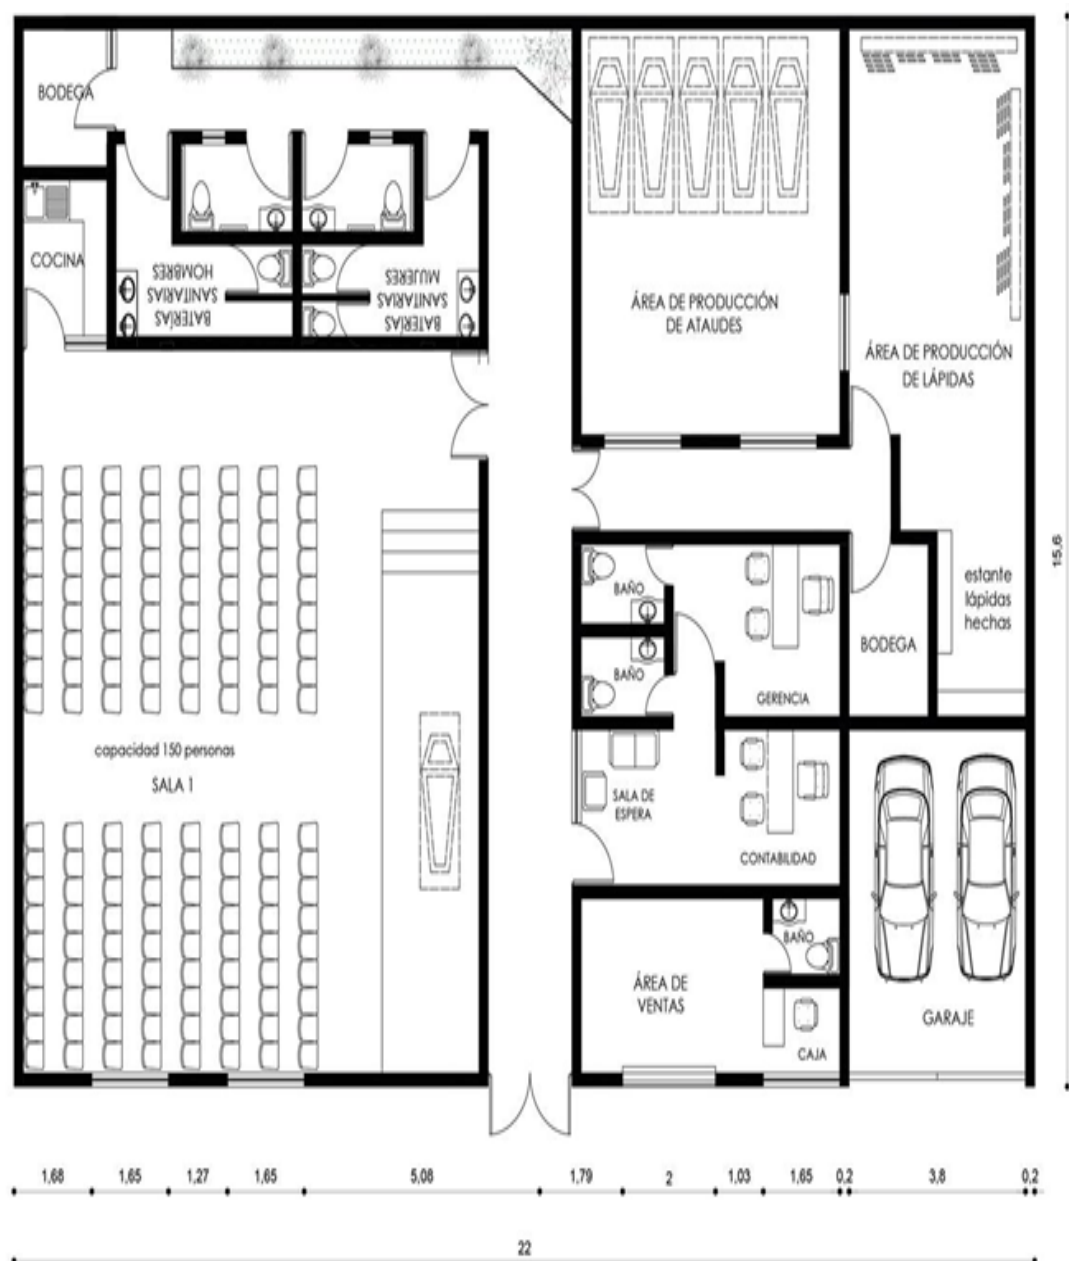 BODEGA
COCINA
BATERÍAS
SANITARIAS
HOMBRES
BATERÍAS
SANITARIAS
MUJERES
ÁREA DE PRODUCCIÓN
DE ATAUDES
ÁREA DE PRODUCCIÓN
DE LÁPIDAS
estante
lápidas
hechas
BAÑO
BAÑO
GERENCIA
BODEGA
capacidad 150 personas
SALA 1
SALA DE
ESPERA
CONTABILIDAD
ÁREA DE
VENTAS
BAÑO
CAJA
GARAJE
15,6
1,68 1,65 1,27 1,65 5,08 1,79 2 1,03 1,65 0,2 3,8 0,2
22